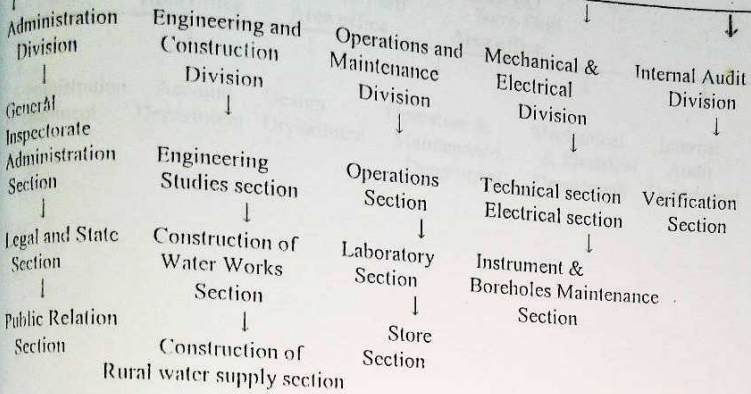 Administration
Division
↓
General
Inspectorate
Administration
Section
↓
Legal and State
Section
↓
Public Relation
Section
Engineering and
Construction
Division
↓
Engineering
Studies section
↓
Construction of
Water Works
Section
↓
Construction of
Rural water supply section
Operations and
Maintenance
Division
↓
Operations
Section
↓
Laboratory
Section
↓
Store
Section
Mechanical &
Electrical
Division
↓
Technical section
Electrical section
↓
Instrument &
Boreholes Maintenance
Section
Internal Audit
Division
↓
Verification
Section